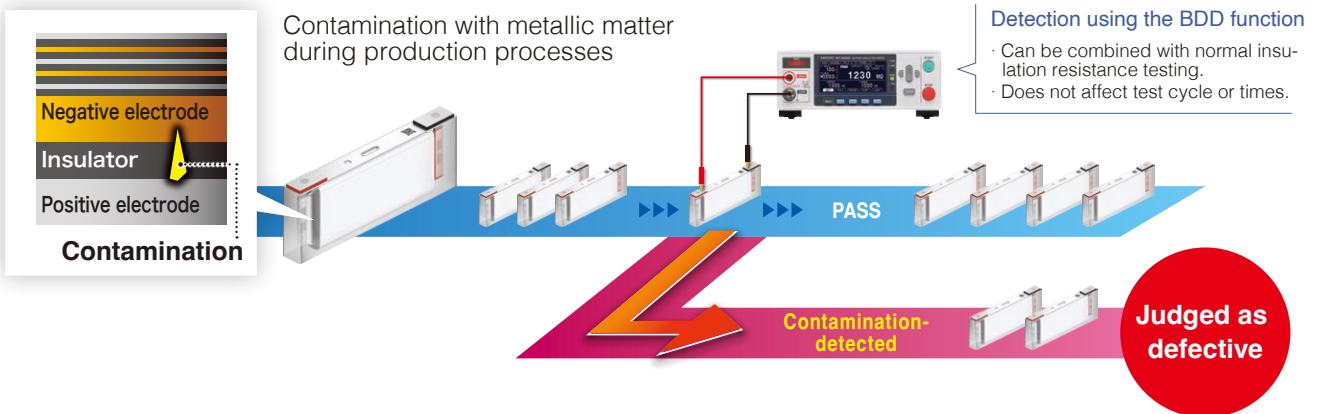 Contamination with metallic matter
during production processes
Detection using the BDD function
· Can be combined with normal insu-
lation resistance testing.
· Does not affect test cycle or times.
Negative electrode
Insulator
Positive electrode
Contamination
1230 MΩ
PASS
Contamination-
detected
Judged as
defective